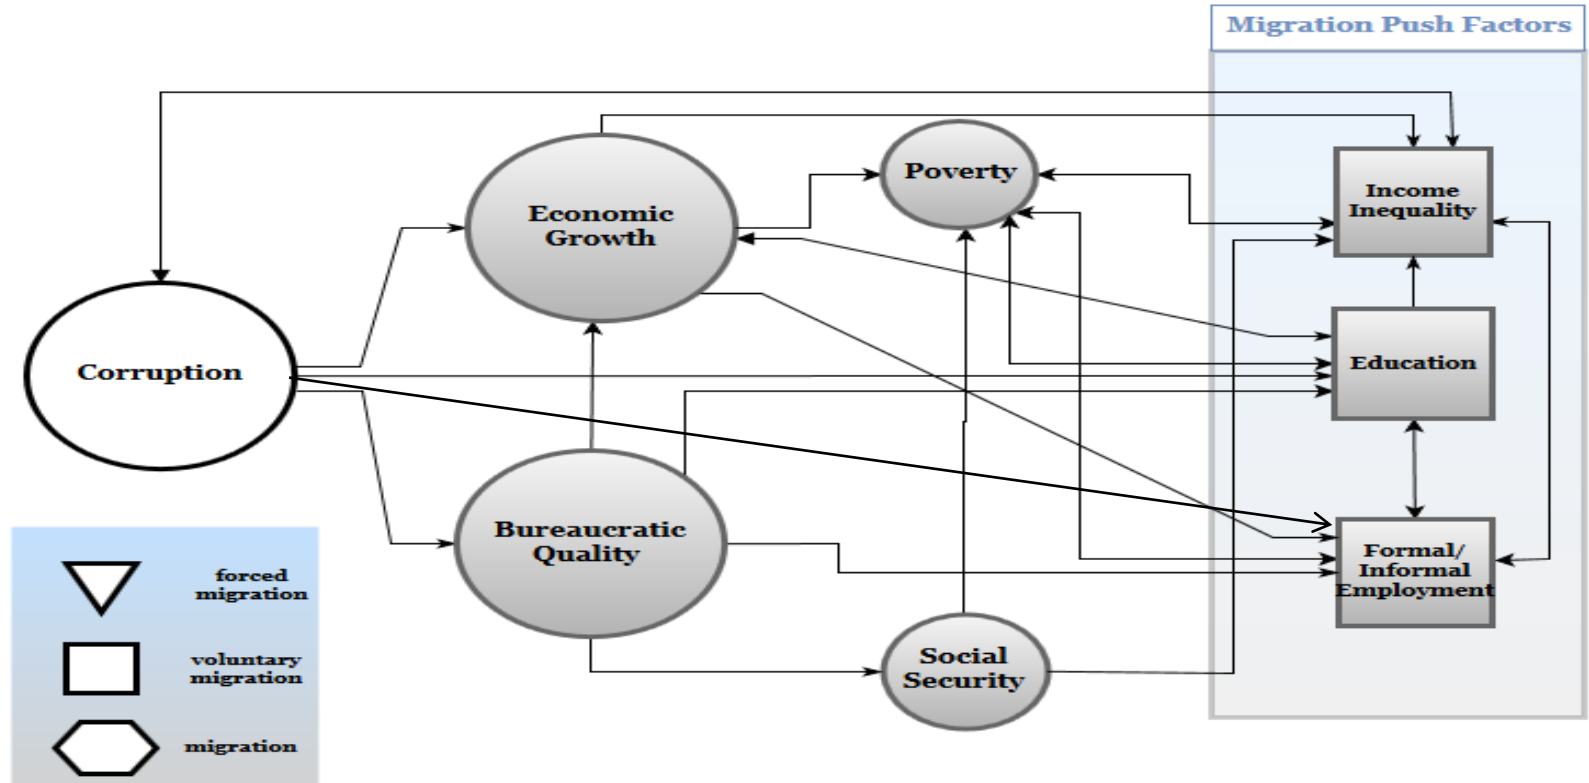 Migration Push Factors
Poverty
Economic
Growth
Income
Inequality
Corruption
Education
Bureaucratic
Quality
Formal/
Informal
Employment
Social
Security
forced
migration
voluntary
migration
migration